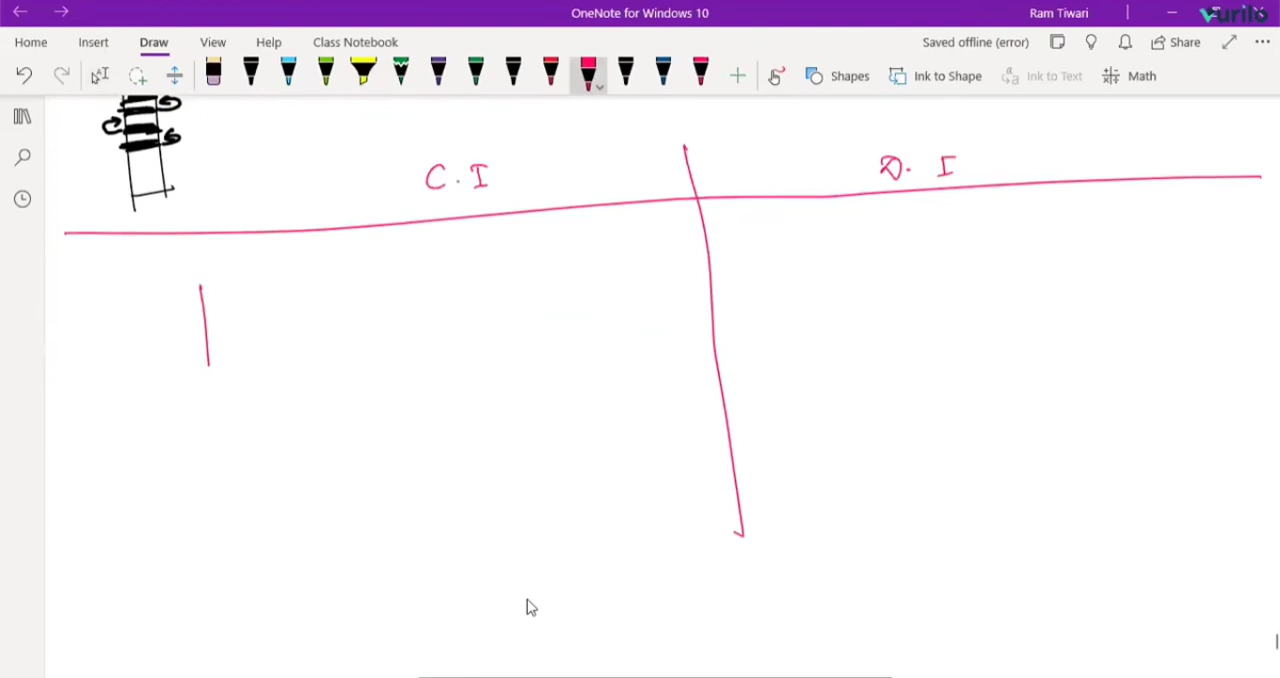 OneNote for Windows 10
Ram Tiwari
Yurilo
Home Insert Draw View Help Class Notebook
Saved offline (error)
Share
Shapes
Ink to Shape
Ink to Text
Math
C.I
D.I